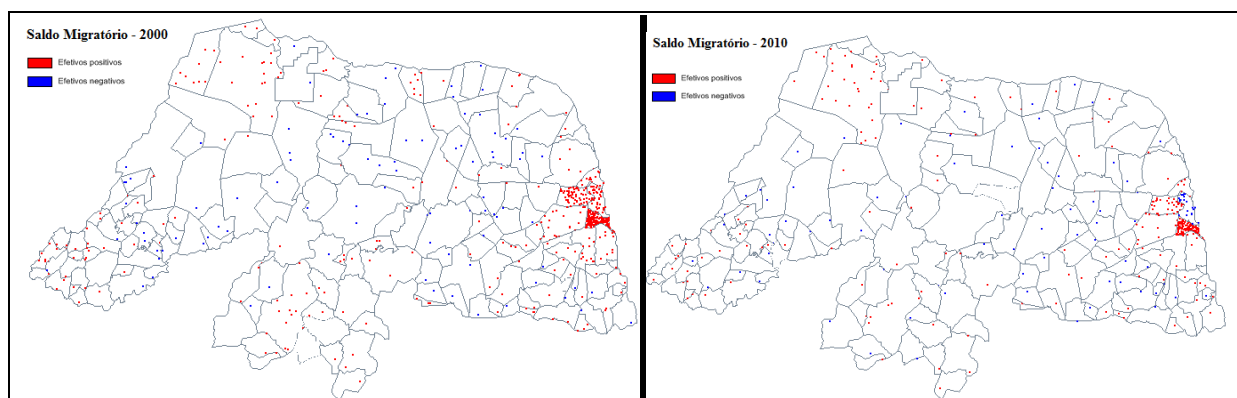 Saldo Migratório - 2000
Efetivos positivos
Efetivos negativos
Saldo Migratório - 2010
Efetivos positivos
Efetivos negativos